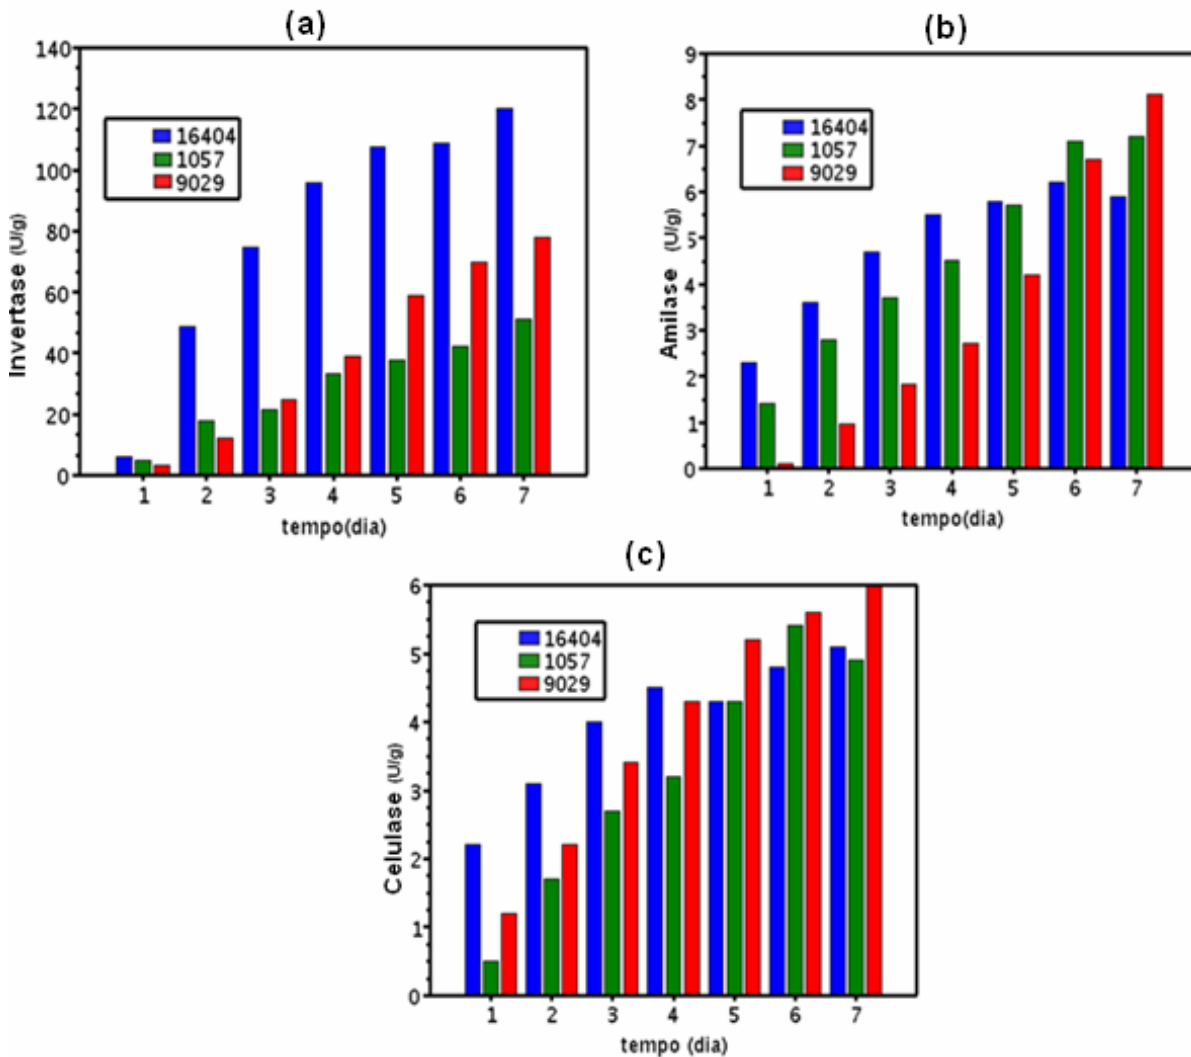 (a)
140
120
100
80
60
40
20
0
Invertase (U/g)
16404
1057
9029
1 2 3 4 5 6 7
tempo(dia)
(b)
9
8
7
6
5
4
3
2
1
0
Amilase (U/g)
16404
1057
9029
1 2 3 4 5 6 7
tempo(dia)
(c)
6
5
4
3
2
1
0
Celulase (U/g)
16404
1057
9029
1 2 3 4 5 6 7
tempo (dia)